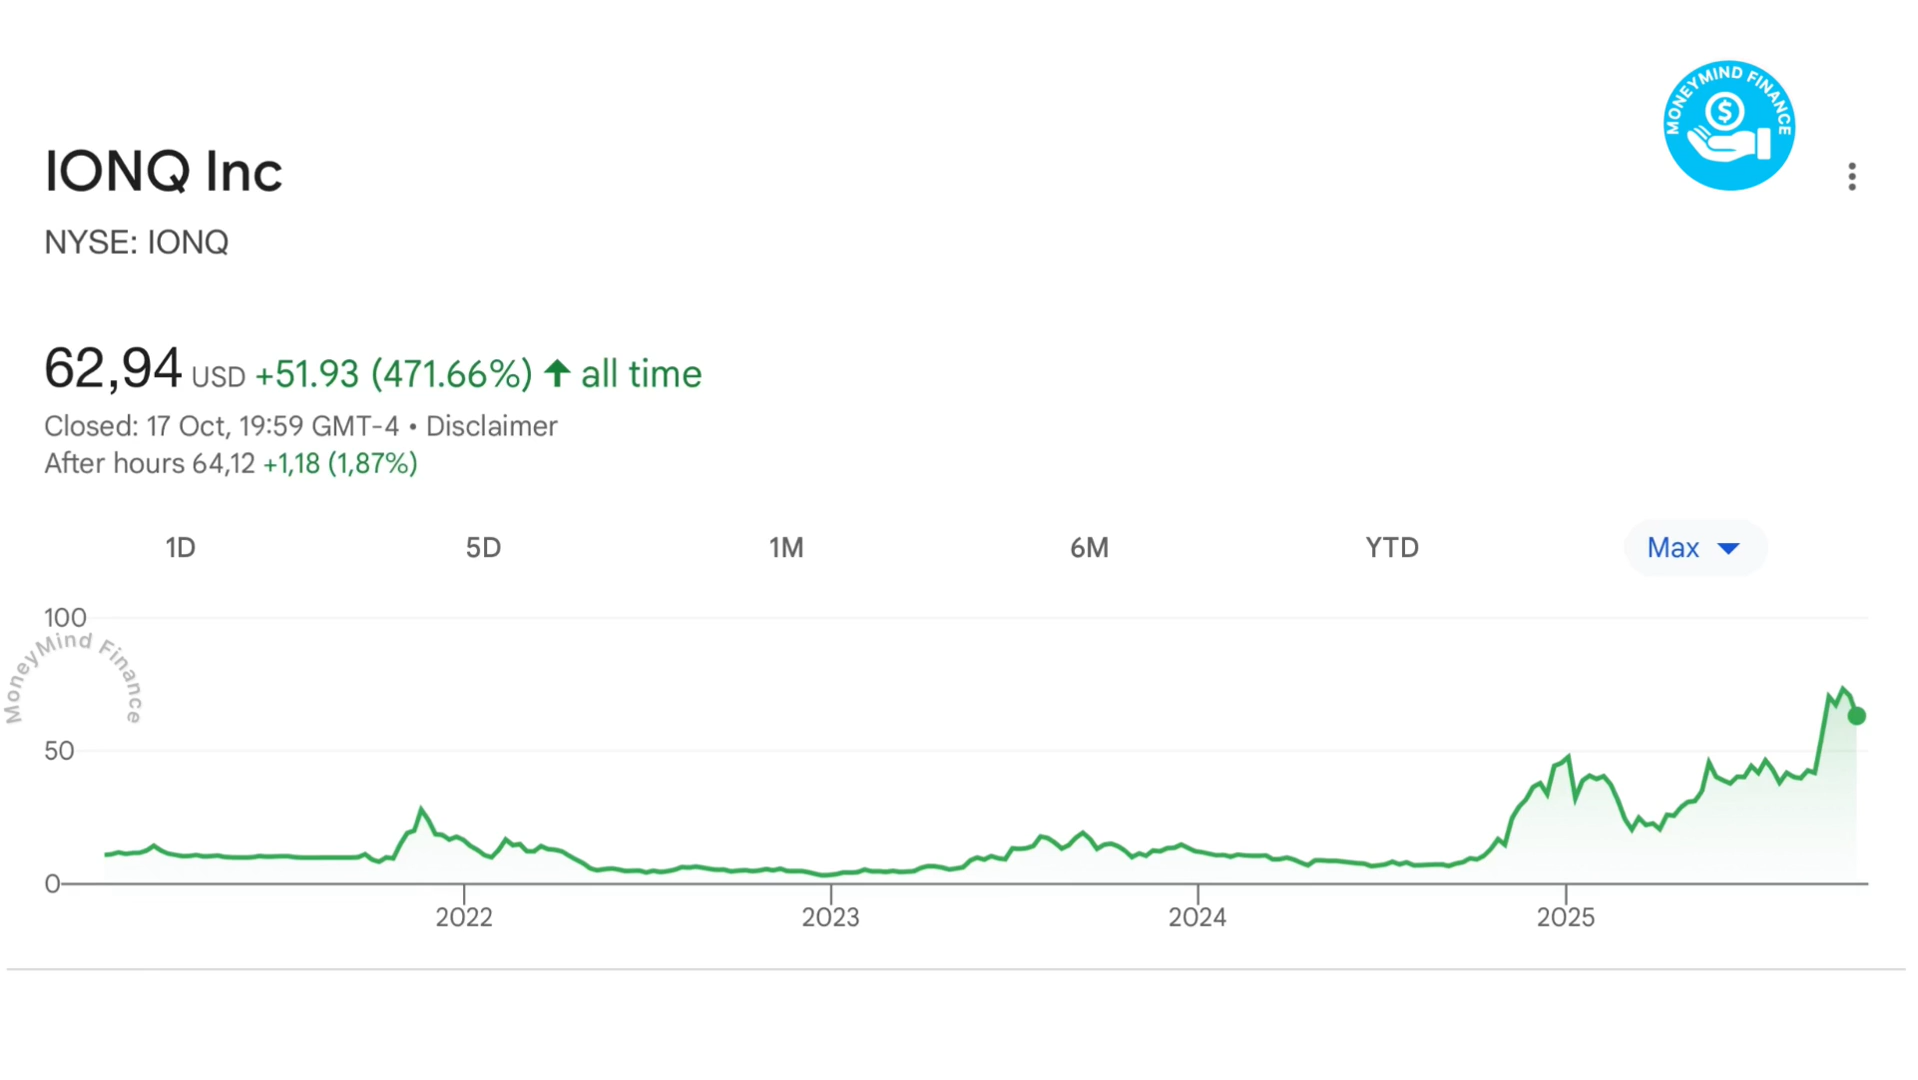 MONEYMIND FINANCE
$
IONQ Inc
NYSE: IONQ
62,94 USD +51.93 (471.66%) ↑ all time
Closed: 17 Oct, 19:59 GMT-4 • Disclaimer
After hours 64,12 +1,18 (1,87%)
1D 5D 1M 6M YTD Max
100
MoneyMind Finance
50
0
2022 2023 2024 2025